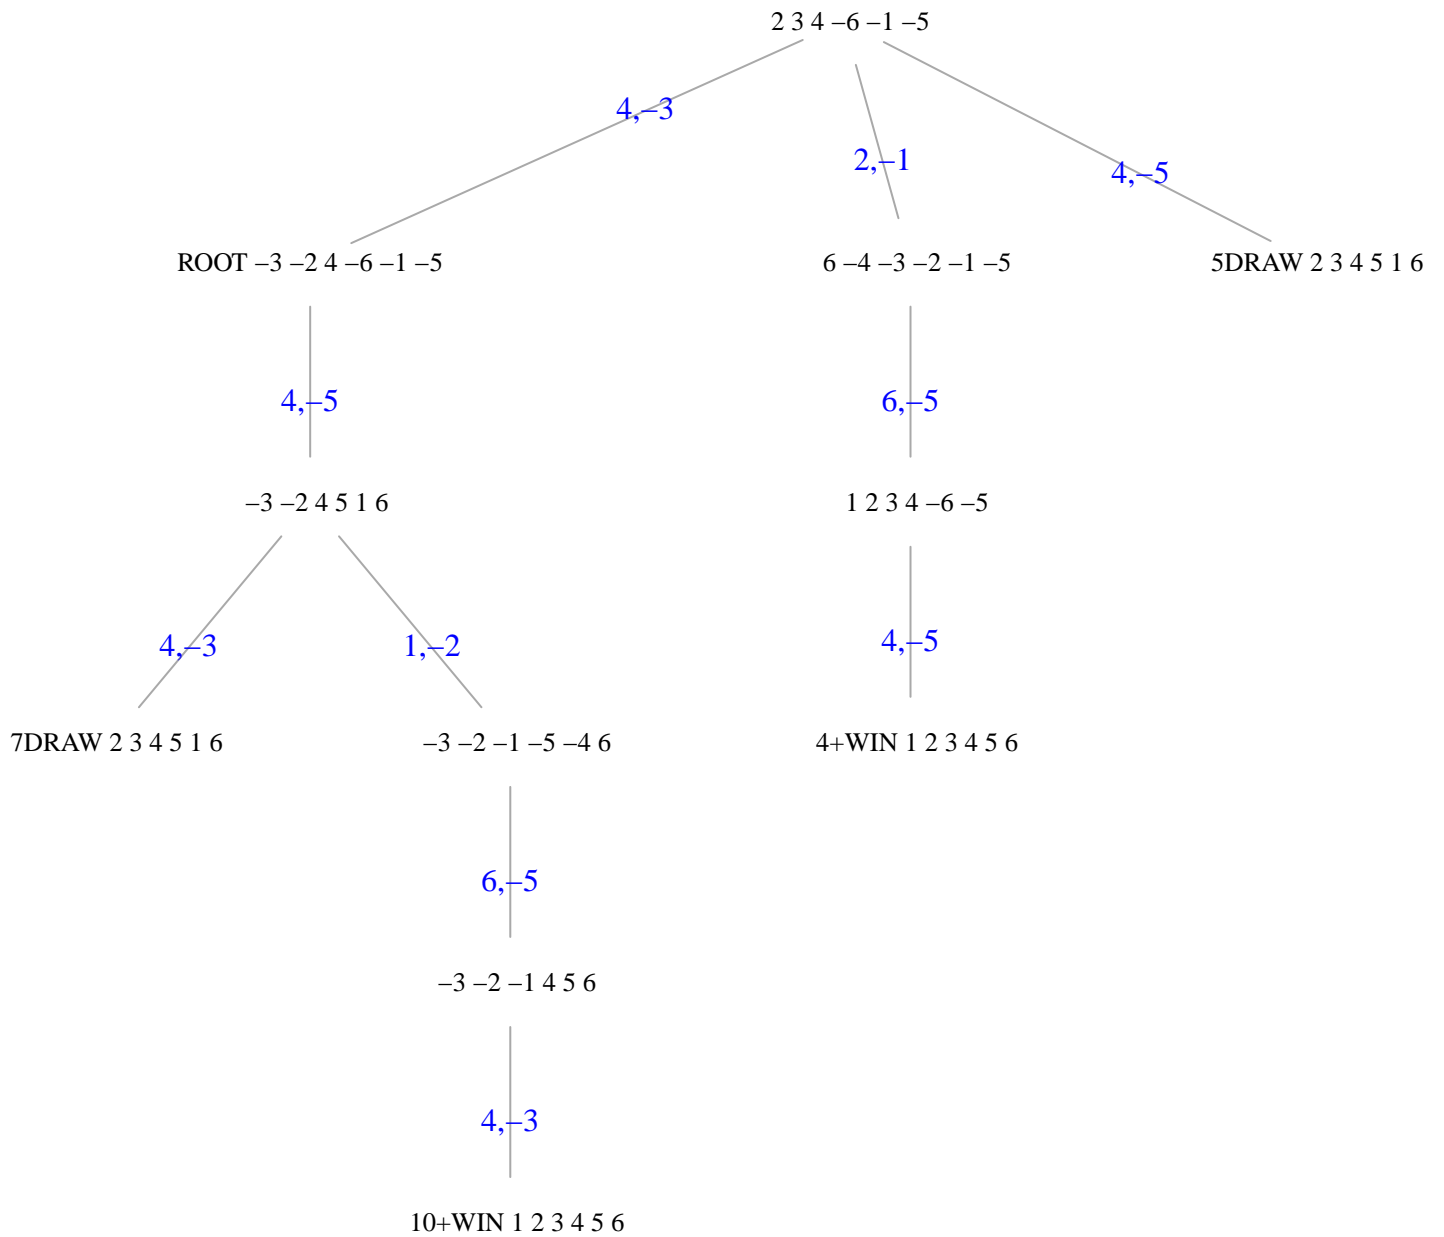 2 3 4 –6 –1 –5
4,–3
2,–1
4,–5
ROOT –3 –2 4 –6 –1 –5
6 –4 –3 –2 –1 –5
5DRAW 2 3 4 5 1 6
4,–5
6,–5
–3 –2 4 5 1 6
1 2 3 4 –6 –5
4,–3
1,–2
4,–5
7DRAW 2 3 4 5 1 6
–3 –2 –1 –5 –4 6
4+WIN 1 2 3 4 5 6
6,–5
–3 –2 –1 4 5 6
4,–3
10+WIN 1 2 3 4 5 6